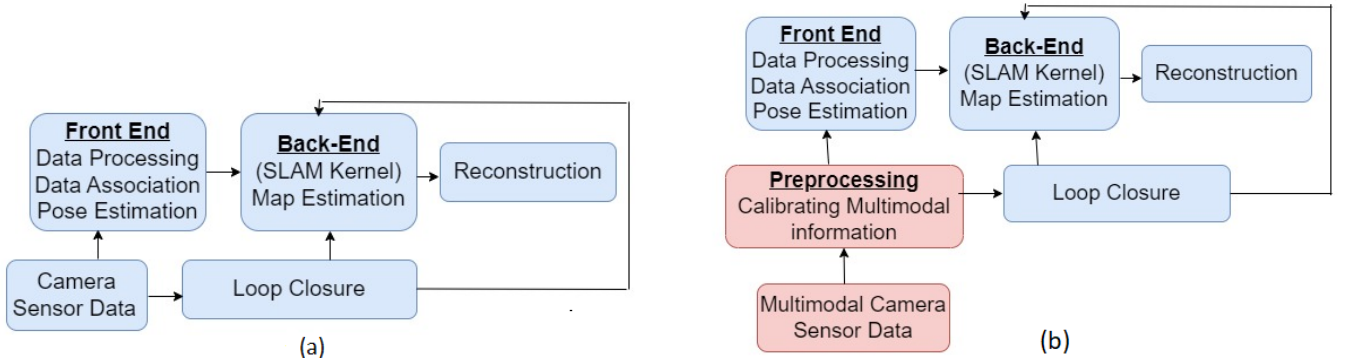 Front End
Data Processing
Data Association
Pose Estimation
Back-End
(SLAM Kernel)
Map Estimation
Reconstruction
Camera
Sensor Data
Loop Closure
(a)
Front End
Data Processing
Data Association
Pose Estimation
Back-End
(SLAM Kernel)
Map Estimation
Reconstruction
Preprocessing
Calibrating Multimodal
information
Loop Closure
Multimodal Camera
Sensor Data
(b)